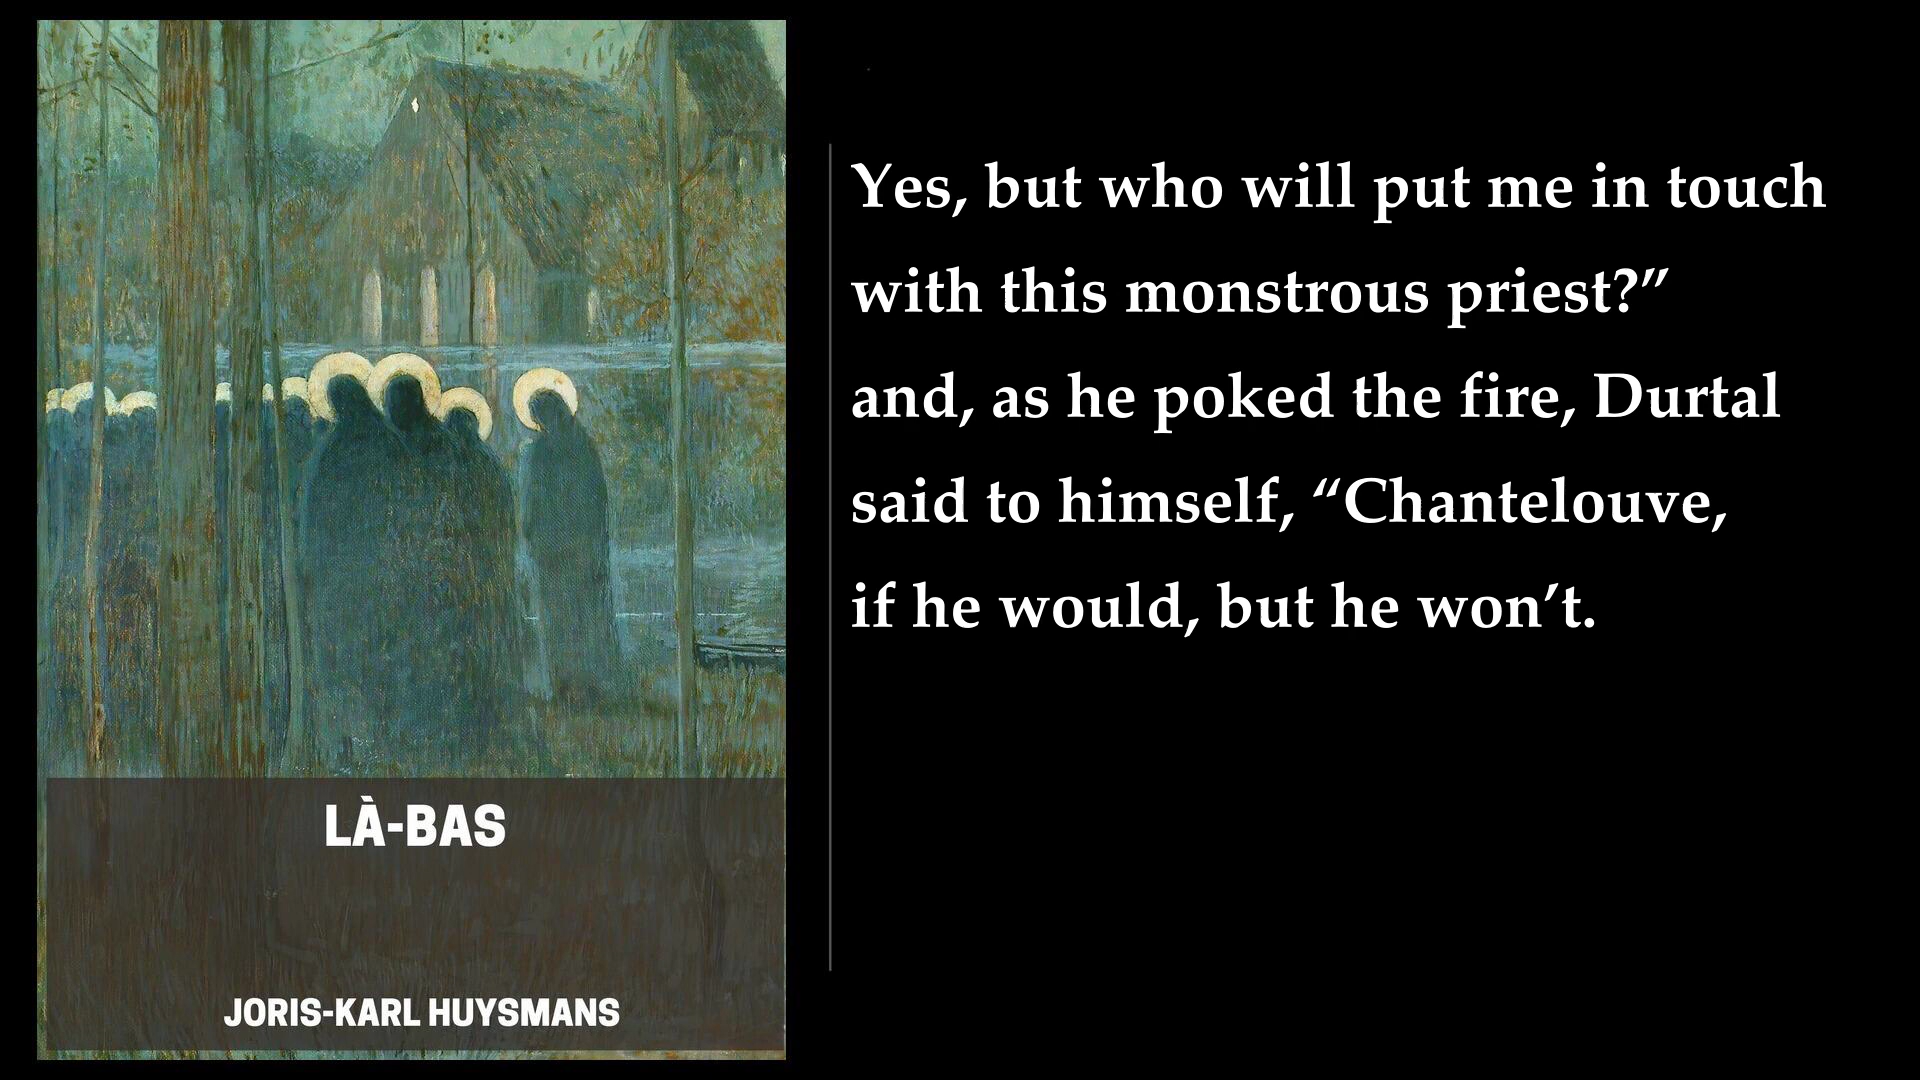 LÀ-BAS
JORIS-KARL HUYSMANS
Yes, but who will put me in touch
with this monstrous priest?”
and, as he poked the fire, Durtal
said to himself, “Chantelouve,
if he would, but he won’t.